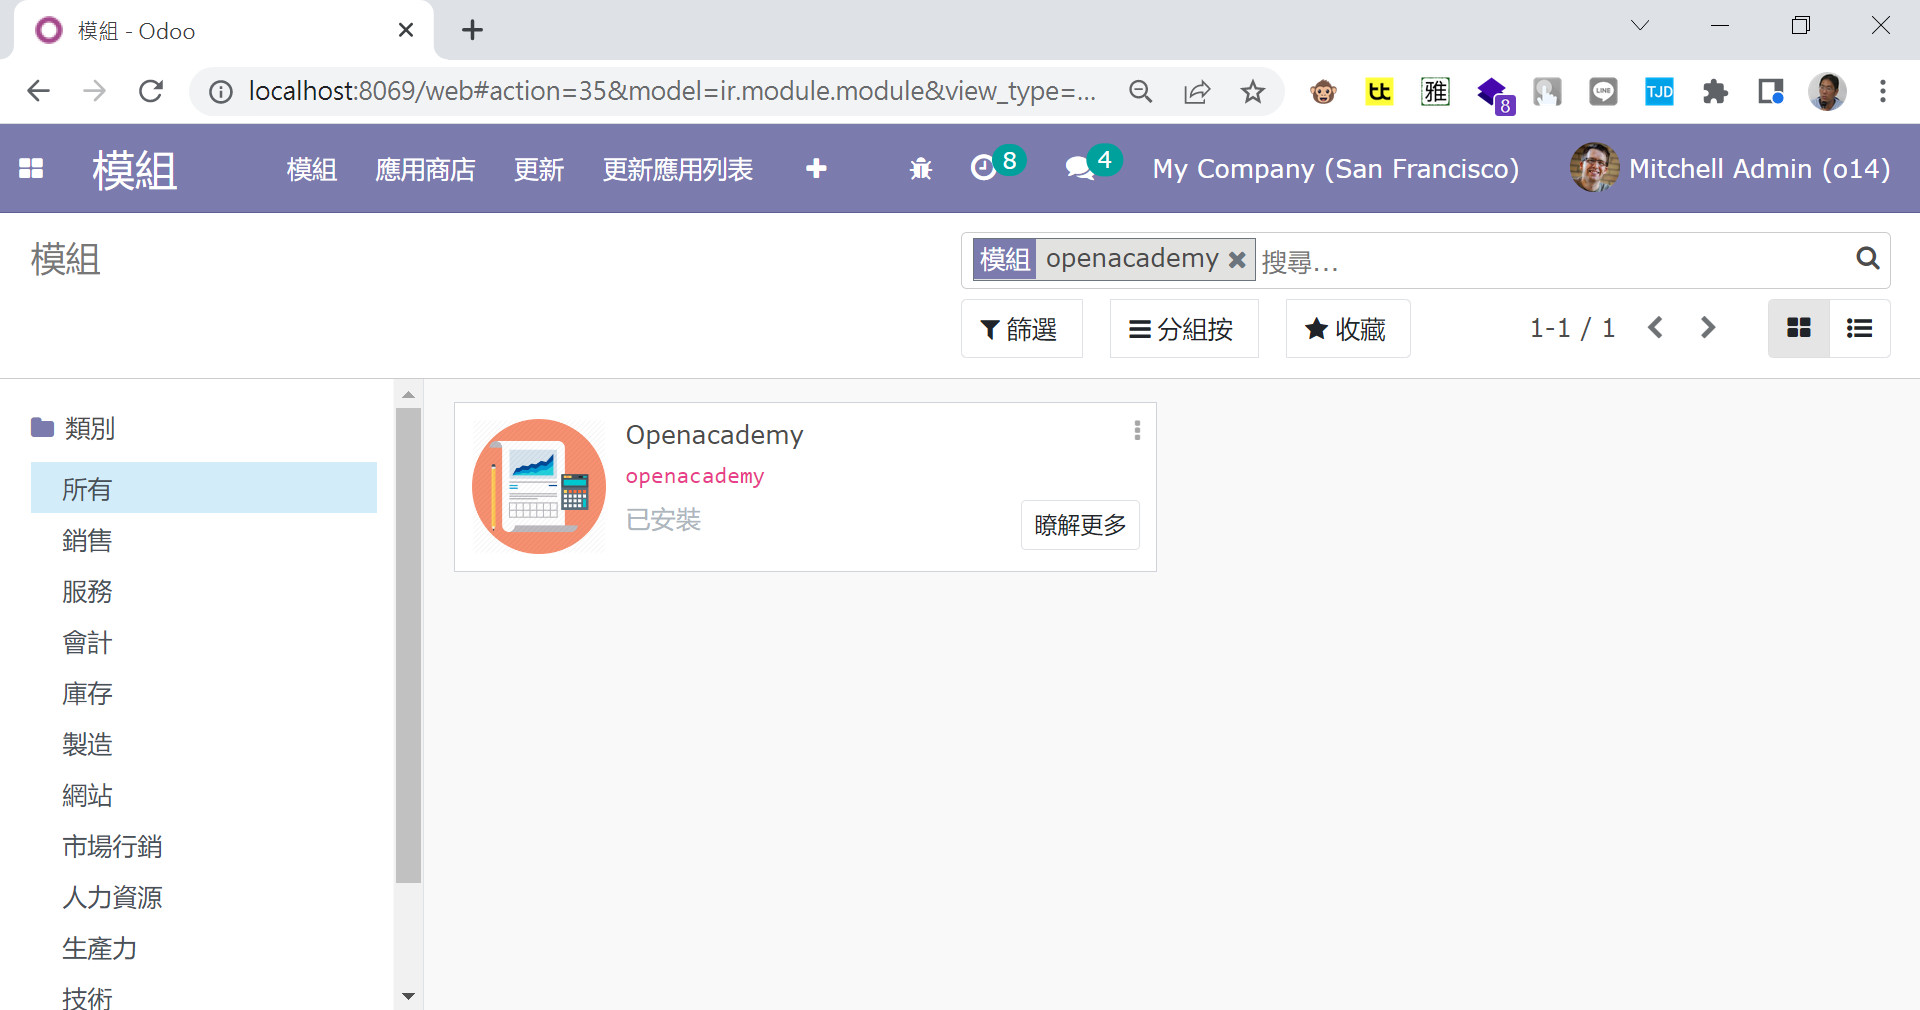 模組 - Odoo
localhost:8069/web#action=35&model=ir.module.module&view_type=...
雅
8
LINE
TJD
模組
模組
應用商店
更新
更新應用列表
8
4
My Company (San Francisco)
Mitchell Admin (o14)
模組
模組 openacademy 搜尋...
篩選
分組按
收藏
1-1 / 1
類別
所有
銷售
服務
會計
庫存
製造
網站
市場行銷
人力資源
生產力
技術
Openacademy
openacademy
已安裝
瞭解更多